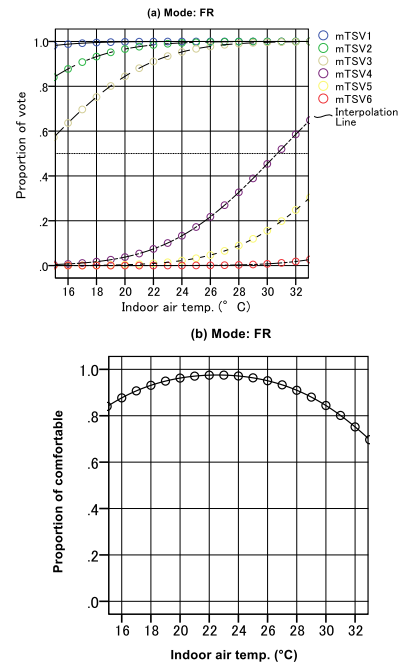 (a) Mode: FR
mTSV1
mTSV2
mTSV3
mTSV4
mTSV5
mTSV6
Interpolation
Line
Proportion of vote
1.0
.8
.6
.4
.2
.0
16 18 20 22 24 26 28 30 32
Indoor air temp. (° C)
(b) Mode: FR
Proportion of comfortable
1.0
.8
.6
.4
.2
.0
16 18 20 22 24 26 28 30 32
Indoor air temp. (°C)